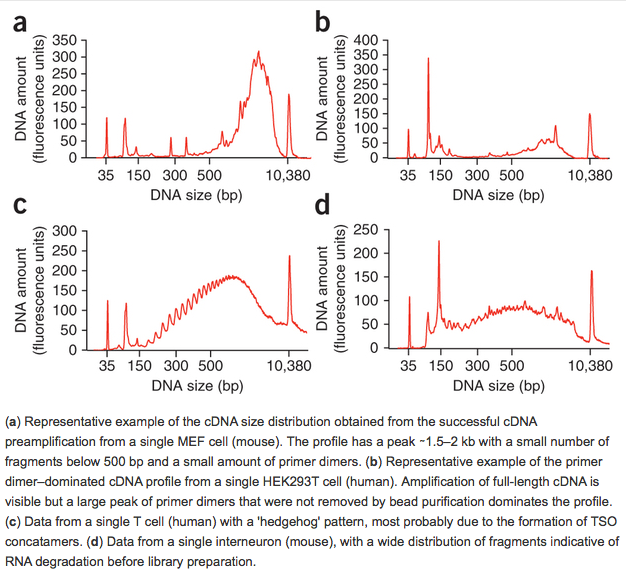 a
350
300
250
200
150
100
50
0
DNA amount
(fluorescence units)
35 150 300 500 10,380
DNA size (bp)
b
400
350
300
250
200
150
100
50
0
DNA amount
(fluorescence units)
35 150 300 500 10,380
DNA size (bp)
c
300
250
200
150
100
50
0
DNA amount
(fluorescence units)
35 150 300 500 10,380
DNA size (bp)
d
250
200
150
100
50
0
DNA amount
(fluorescence units)
35 150 300 500 10,380
DNA size (bp)
(a) Representative example of the cDNA size distribution obtained from the successful cDNA
preamplification from a single MEF cell (mouse). The profile has a peak ~1.5–2 kb with a small number of
fragments below 500 bp and a small amount of primer dimers. (b) Representative example of the primer
dimer–dominated cDNA profile from a single HEK293T cell (human). Amplification of full-length cDNA is
visible but a large peak of primer dimers that were not removed by bead purification dominates the profile.
(c) Data from a single T cell (human) with a 'hedgehog' pattern, most probably due to the formation of TSO
concatamers. (d) Data from a single interneuron (mouse), with a wide distribution of fragments indicative of
RNA degradation before library preparation.